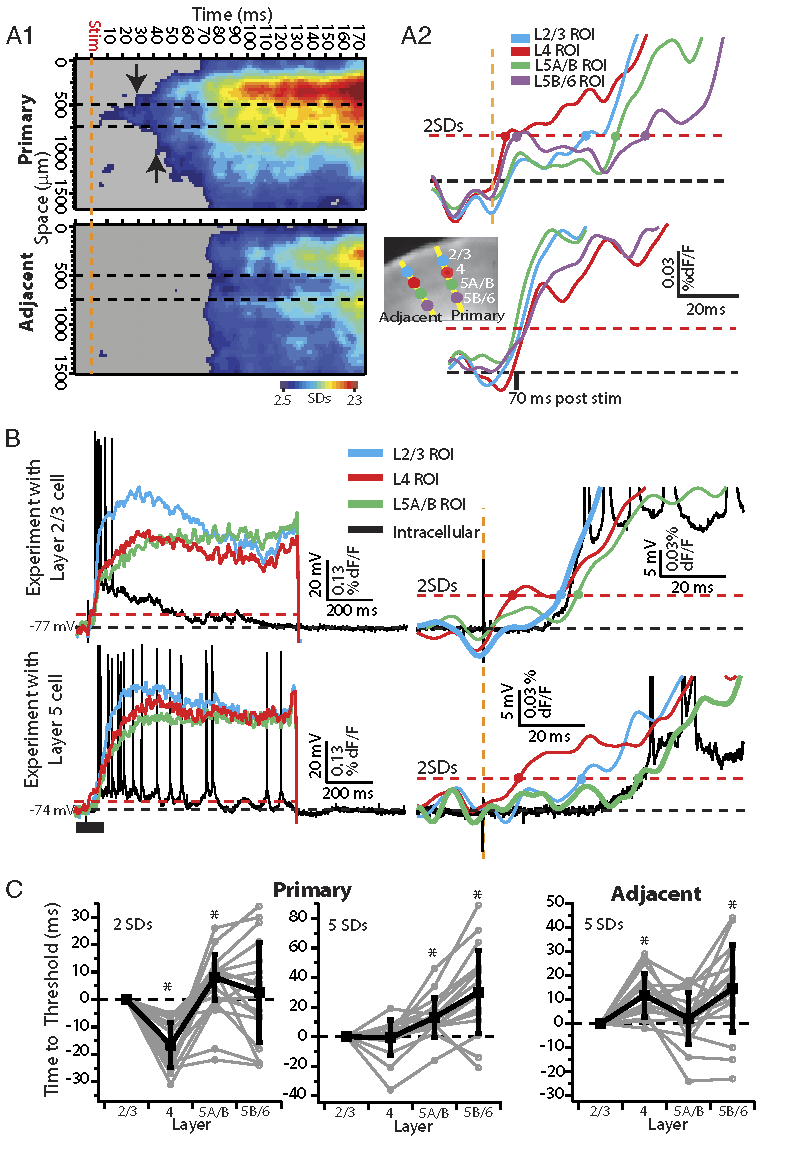 A1
Time (ms)
Stim
10 20 30 40 50 60 70 80 90 100 110 120 130 140 150 160 170
Primary
Adjacent
Space (µm)
0
500
1000
1500
0
500
1000
1500
2.5 SDs 23
A2
L2/3 ROI
L4 ROI
L5A/B ROI
L5B/6 ROI
2SDs
2/3
4
5A/B
5B/6
Adjacent
Primary
0.03
%dF/F
20ms
70 ms post stim
B
Experiment with
Layer 2/3 cell
L2/3 ROI
L4 ROI
L5A/B ROI
Intracellular
-77 mV
20 mV
0.13
% dF/F
200 ms
2SDs
5 mV
0.03%
dF/F
20 ms
Experiment with
Layer 5 cell
-74 mV
20 mV
0.13
% dF/F
200 ms
2SDs
5 mV
0.03%
dF/F
20 ms
C
Primary
Adjacent
Time to Threshold (ms)
2 SDs
30
20
10
0
-10
-20
-30
*
*
2/3 4 5A/B 5B/6
5 SDs
80
60
40
20
0
-20
-40
*
*
2/3 4 5A/B 5B/6
Layer
5 SDs
50
40
30
20
10
0
-10
-20
-30
*
*
2/3 4 5A/B 5B/6
Layer